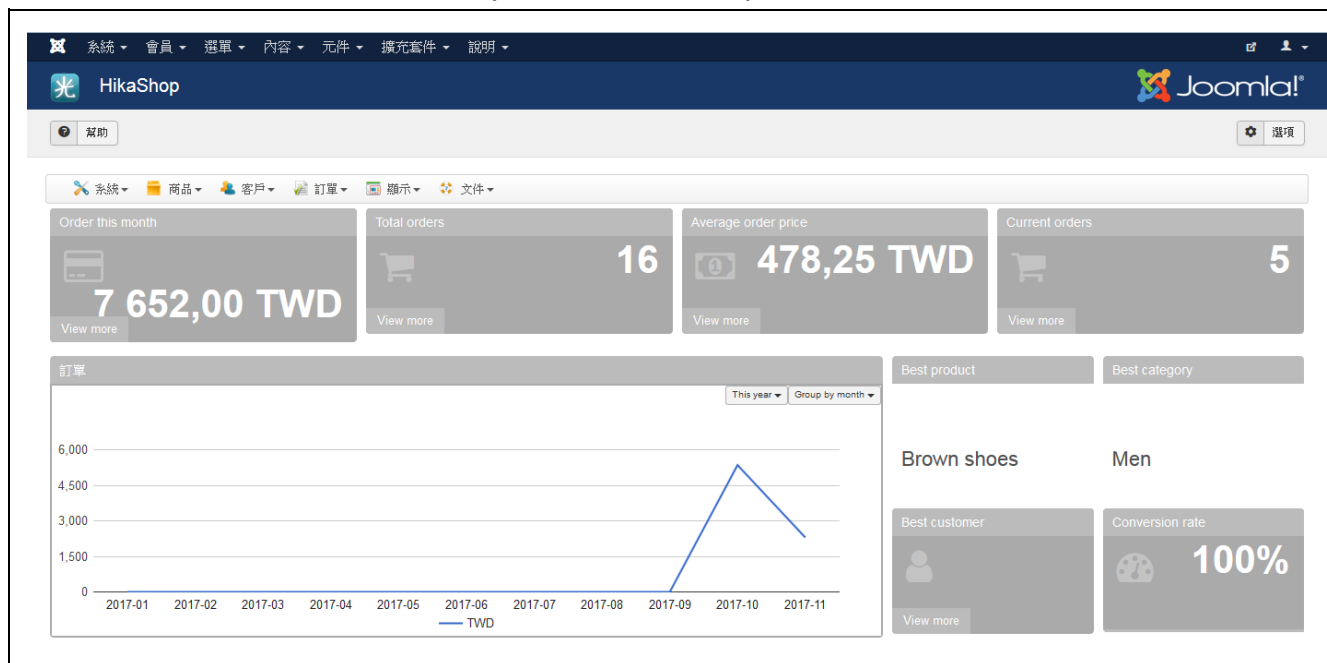 系統 會員 選單 內容 元件 擴充套件 說明
HikaShop Joomla!®
幫助 選項
系統 商品 客戶 訂單 顯示 文件
Order this month Total orders Average order price Current orders
16 478,25 TWD 5
7 652,00 TWD
View more View more View more View more
訂單 Best product Best category
This year Group by month
6,000
Brown shoes Men
4,500
3,000
Best customer Conversion rate
1,500
100%
0
2017-01 2017-02 2017-03 2017-04 2017-05 2017-06 2017-07 2017-08 2017-09 2017-10 2017-11
TWD
View more